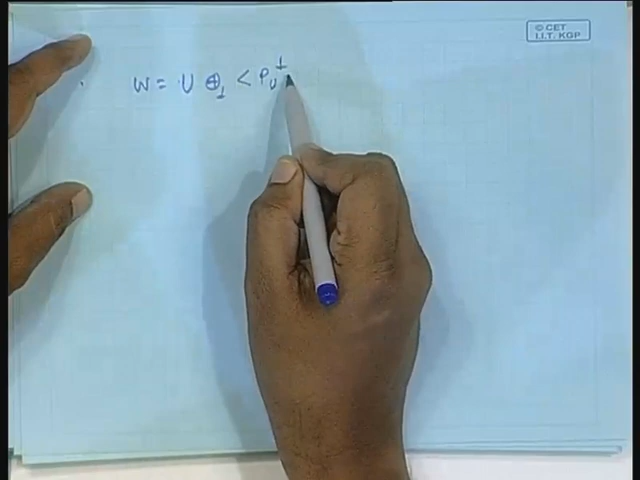 © CET
I.I.T. KGP
W = U ⊕⊥ < P_U^⊥